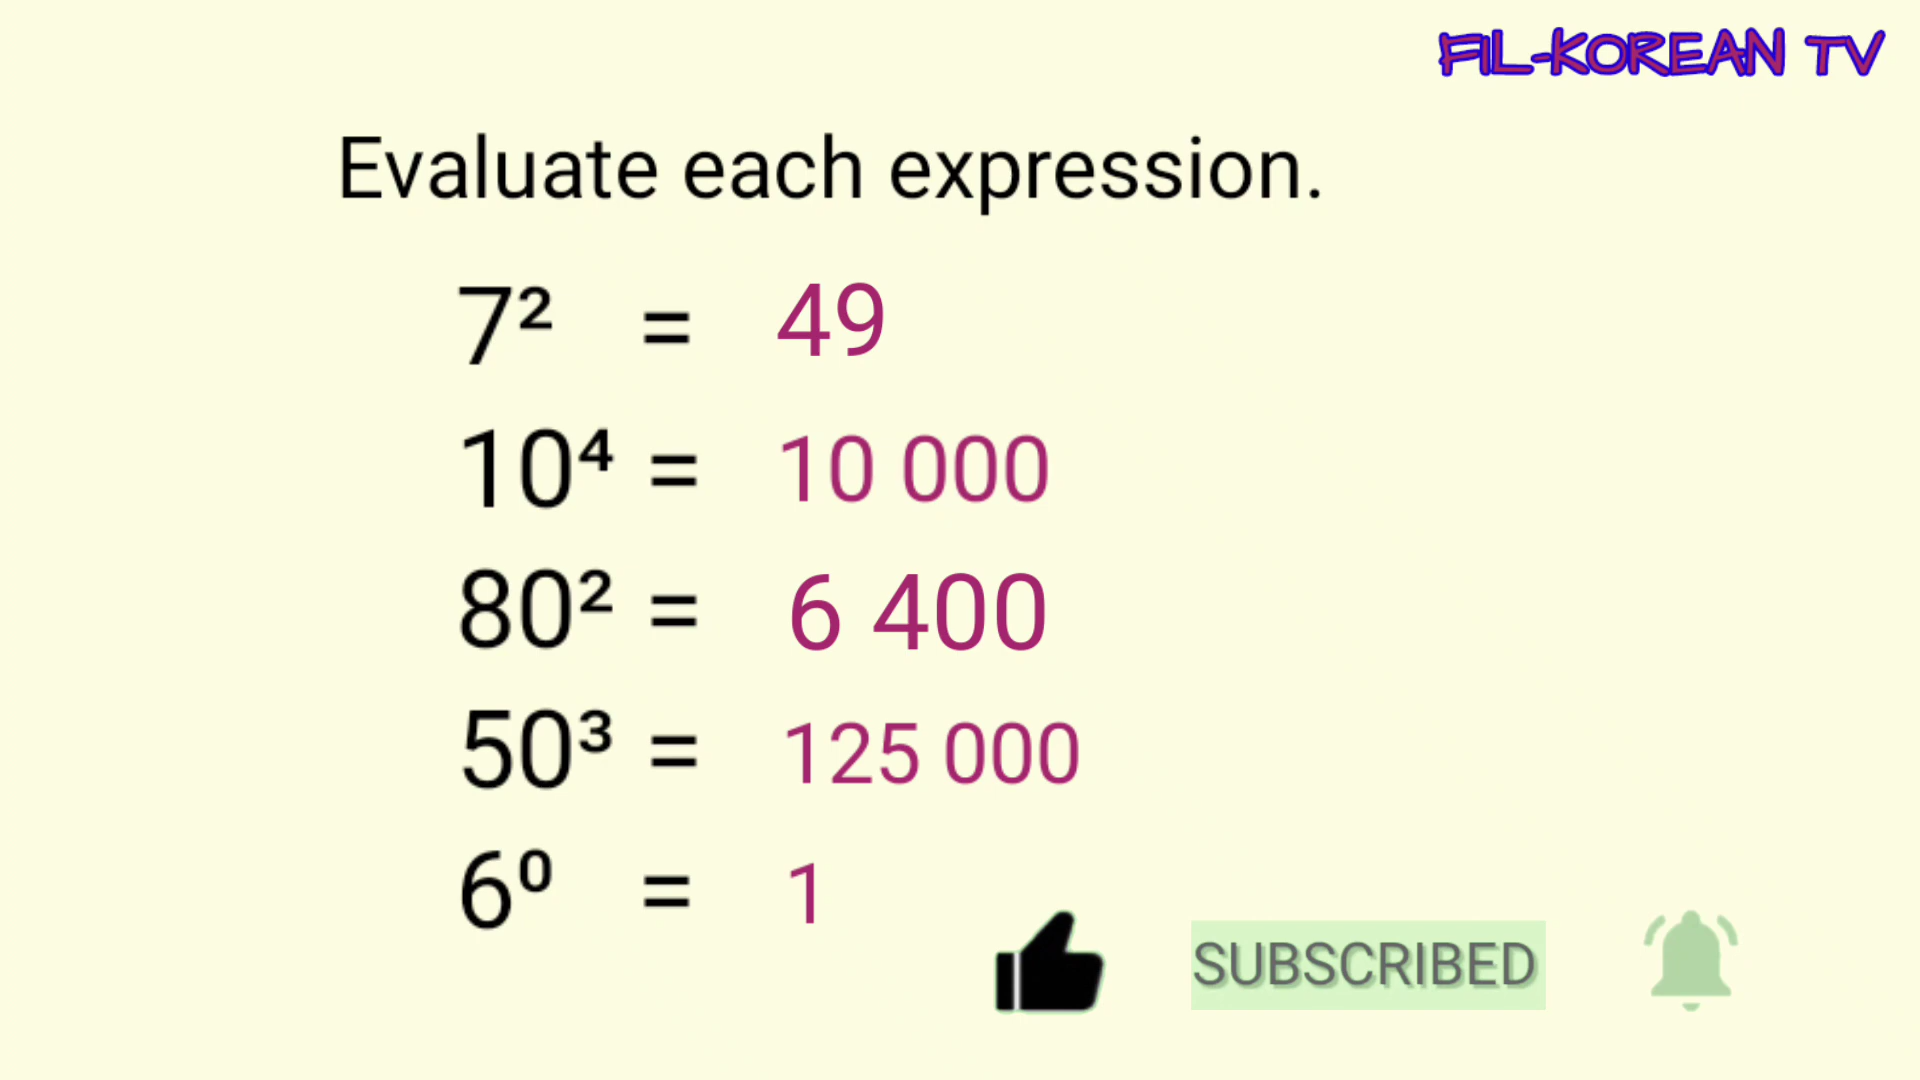 FIL-KOREAN TV
Evaluate each expression.
7² = 49
10⁴ = 10 000
80² = 6 400
50³ = 125 000
6⁰ = 1
SUBSCRIBED